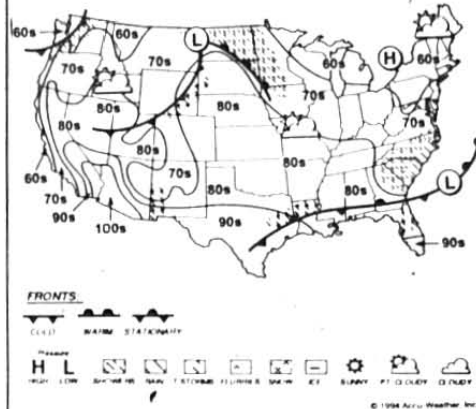 60s 60s 60s
L
H
70s 70s 70s
80s 80s
80s 80s 70s
80s
80s
60s
70s
90s 100s
80s 80s
90s
L
90s
FRONTS
COLD WARM STATIONARY
Pressure
H L
HIGH LOW SHOWERS RAIN T-STORMS FLURRIES SNOW ICE SUNNY PT. CLOUDY CLOUDY
© 1994 Accu-Weather, Inc.